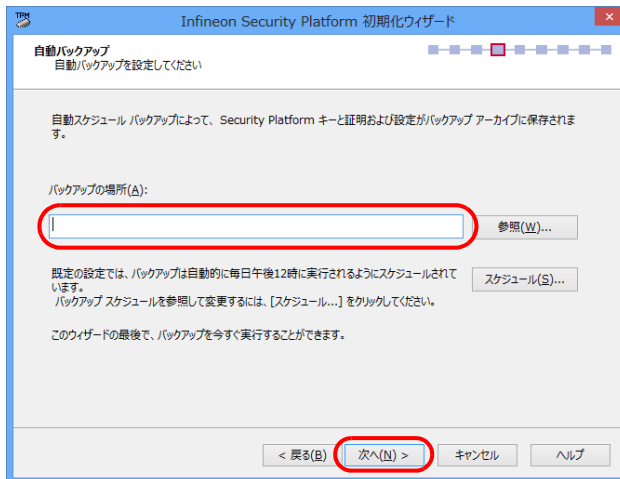 TPM
Infineon Security Platform 初期化ウィザード
自動バックアップ
自動バックアップを設定してください
自動スケジュール バックアップによって、Security Platform キーと証明および設定がバックアップ アーカイブに保存されま
す。
バックアップの場所(A):
参照(W)...
既定の設定では、バックアップは自動的に毎日午後12時に実行されるようにスケジュールされて
います。
スケジュール(S)...
バックアップ スケジュールを参照して変更するには、[スケジュール...] をクリックしてください。
このウィザードの最後で、バックアップを今すぐ実行することができます。
< 戻る(B)
次へ(N) >
キャンセル
ヘルプ